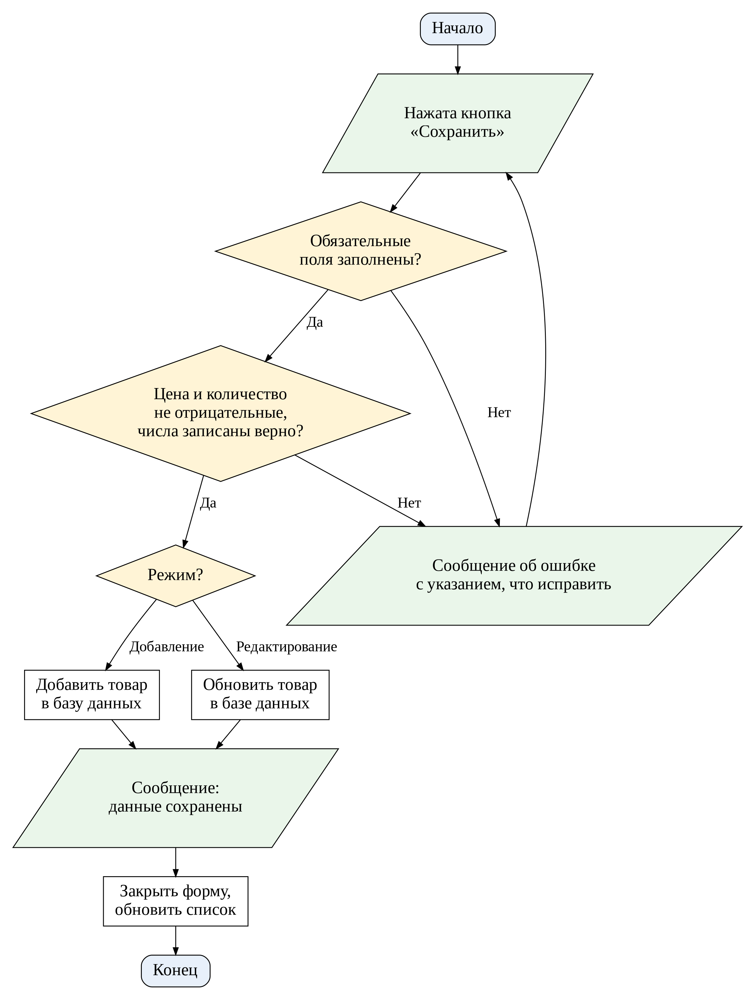 Начало
Нажата кнопка
«Сохранить»
Обязательные
поля заполнены?
Да
Нет
Цена и количество
не отрицательные,
числа записаны верно?
Да
Нет
Сообщение об ошибке
с указанием, что исправить
Режим?
Добавление
Редактирование
Добавить товар
в базу данных
Обновить товар
в базе данных
Сообщение:
данные сохранены
Закрыть форму,
обновить список
Конец